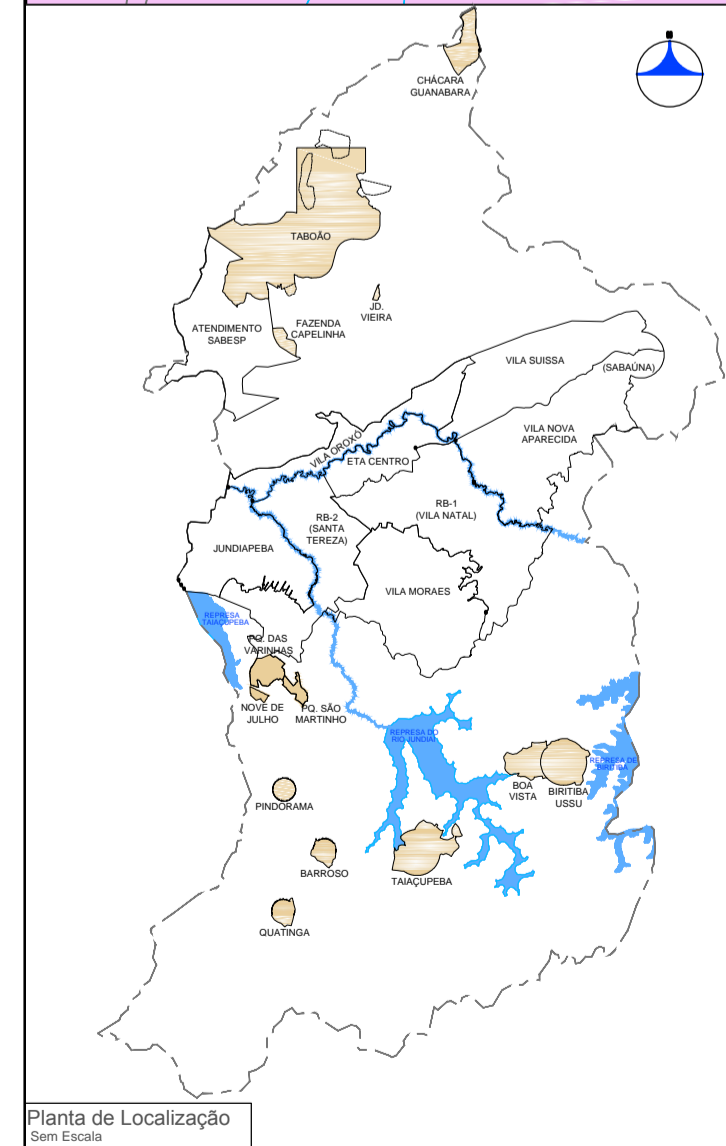 CHÁCARA
GUANABARA
TABOÃO
JD.
VIEIRA
ATENDIMENTO
SABESP
FAZENDA
CAPELINHA
VILA SUISSA
(SABAÚNA)
VILA NOVA
APARECIDA
VILA OROXÓ
ETA CENTRO
RB-1
(VILA NATAL)
RB-2
(SANTA
TEREZA)
JUNDIAPEBA
VILA MORAES
REPRESA
TAIAÇUPEBA
PQ. DAS
VARINHAS
NOVE DE
JULHO
PQ. SÃO
MARTINHO
REPRESA DO
RIO JUNDIAÍ
REPRESA DE
BIRITIBA
BOA
VISTA
BIRITIBA
USSU
PINDORAMA
BARROSO
TAIAÇUPEBA
QUATINGA
Planta de Localização
Sem Escala